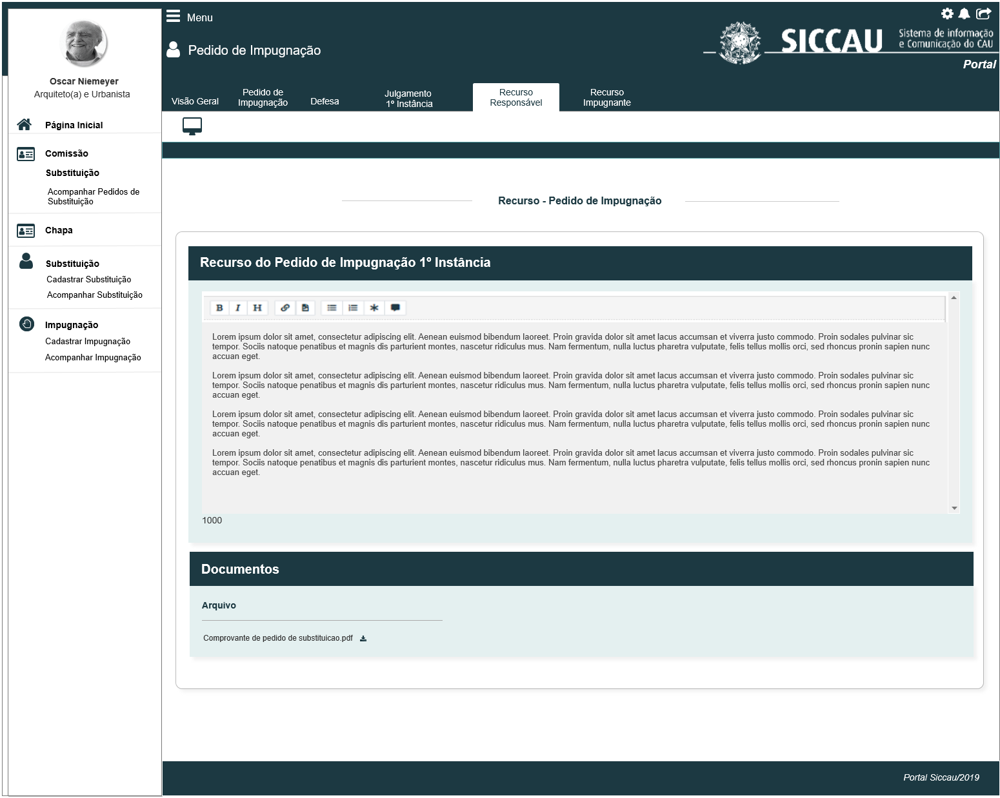 Oscar Niemeyer
Arquiteto(a) e Urbanista
Página Inicial
Comissão
Substituição
Acompanhar Pedidos de
Substituição
Chapa
Substituição
Cadastrar Substituição
Acompanhar Substituição
Impugnação
Cadastrar Impugnação
Acompanhar Impugnação
Menu
Pedido de Impugnação
SICCAU
Sistema de informação
e Comunicação do CAU
Portal
Visão Geral
Pedido de
Impugnação
Defesa
Julgamento
1º Instância
Recurso
Responsável
Recurso
Impugnante
Recurso - Pedido de Impugnação
Recurso do Pedido de Impugnação 1º Instância
B I H
Lorem ipsum dolor sit amet, consectetur adipiscing elit. Aenean euismod bibendum laoreet. Proin gravida dolor sit amet lacus accumsan et viverra justo commodo. Proin sodales pulvinar sic
tempor. Sociis natoque penatibus et magnis dis parturient montes, nascetur ridiculus mus. Nam fermentum, nulla luctus pharetra vulputate, felis tellus mollis orci, sed rhoncus pronin sapien nunc
accuan eget.
Lorem ipsum dolor sit amet, consectetur adipiscing elit. Aenean euismod bibendum laoreet. Proin gravida dolor sit amet lacus accumsan et viverra justo commodo. Proin sodales pulvinar sic
tempor. Sociis natoque penatibus et magnis dis parturient montes, nascetur ridiculus mus. Nam fermentum, nulla luctus pharetra vulputate, felis tellus mollis orci, sed rhoncus pronin sapien nunc
accuan eget.
Lorem ipsum dolor sit amet, consectetur adipiscing elit. Aenean euismod bibendum laoreet. Proin gravida dolor sit amet lacus accumsan et viverra justo commodo. Proin sodales pulvinar sic
tempor. Sociis natoque penatibus et magnis dis parturient montes, nascetur ridiculus mus. Nam fermentum, nulla luctus pharetra vulputate, felis tellus mollis orci, sed rhoncus pronin sapien nunc
accuan eget.
Lorem ipsum dolor sit amet, consectetur adipiscing elit. Aenean euismod bibendum laoreet. Proin gravida dolor sit amet lacus accumsan et viverra justo commodo. Proin sodales pulvinar sic
tempor. Sociis natoque penatibus et magnis dis parturient montes, nascetur ridiculus mus. Nam fermentum, nulla luctus pharetra vulputate, felis tellus mollis orci, sed rhoncus pronin sapien nunc
accuan eget.
1000
Documentos
Arquivo
Comprovante de pedido de substituicao.pdf
Portal Siccau/2019